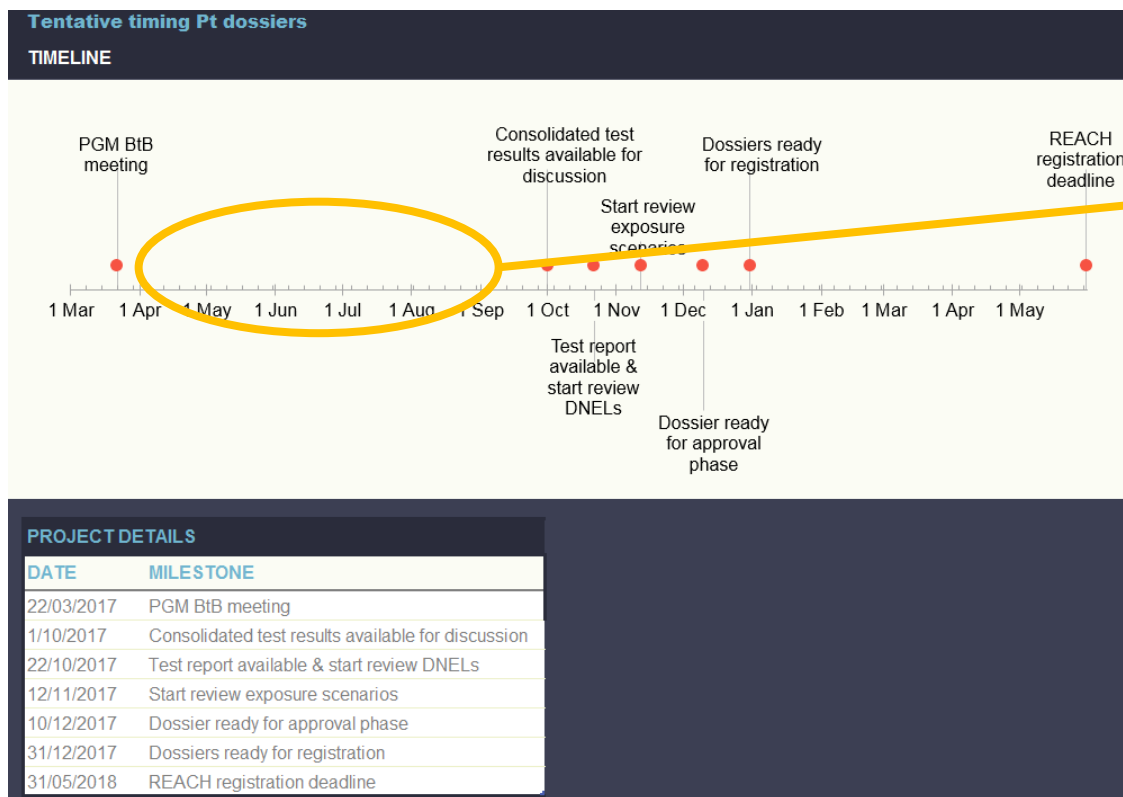 Tentative timing Pt dossiers
TIMELINE
PGM BtB
meeting
Consolidated test
results available for
discussion
Start review
exposure
scenarios
Dossiers ready
for registration
REACH
registration
deadline
1 Mar 1 Apr 1 May 1 Jun 1 Jul 1 Aug 1 Sep 1 Oct 1 Nov 1 Dec 1 Jan 1 Feb 1 Mar 1 Apr 1 May
Test report
available &
start review
DNELs
Dossier ready
for approval
phase
PROJECT DETAILS
DATE MILESTONE
22/03/2017 PGM BtB meeting
1/10/2017 Consolidated test results available for discussion
22/10/2017 Test report available & start review DNELs
12/11/2017 Start review exposure scenarios
10/12/2017 Dossier ready for approval phase
31/12/2017 Dossiers ready for registration
31/05/2018 REACH registration deadline